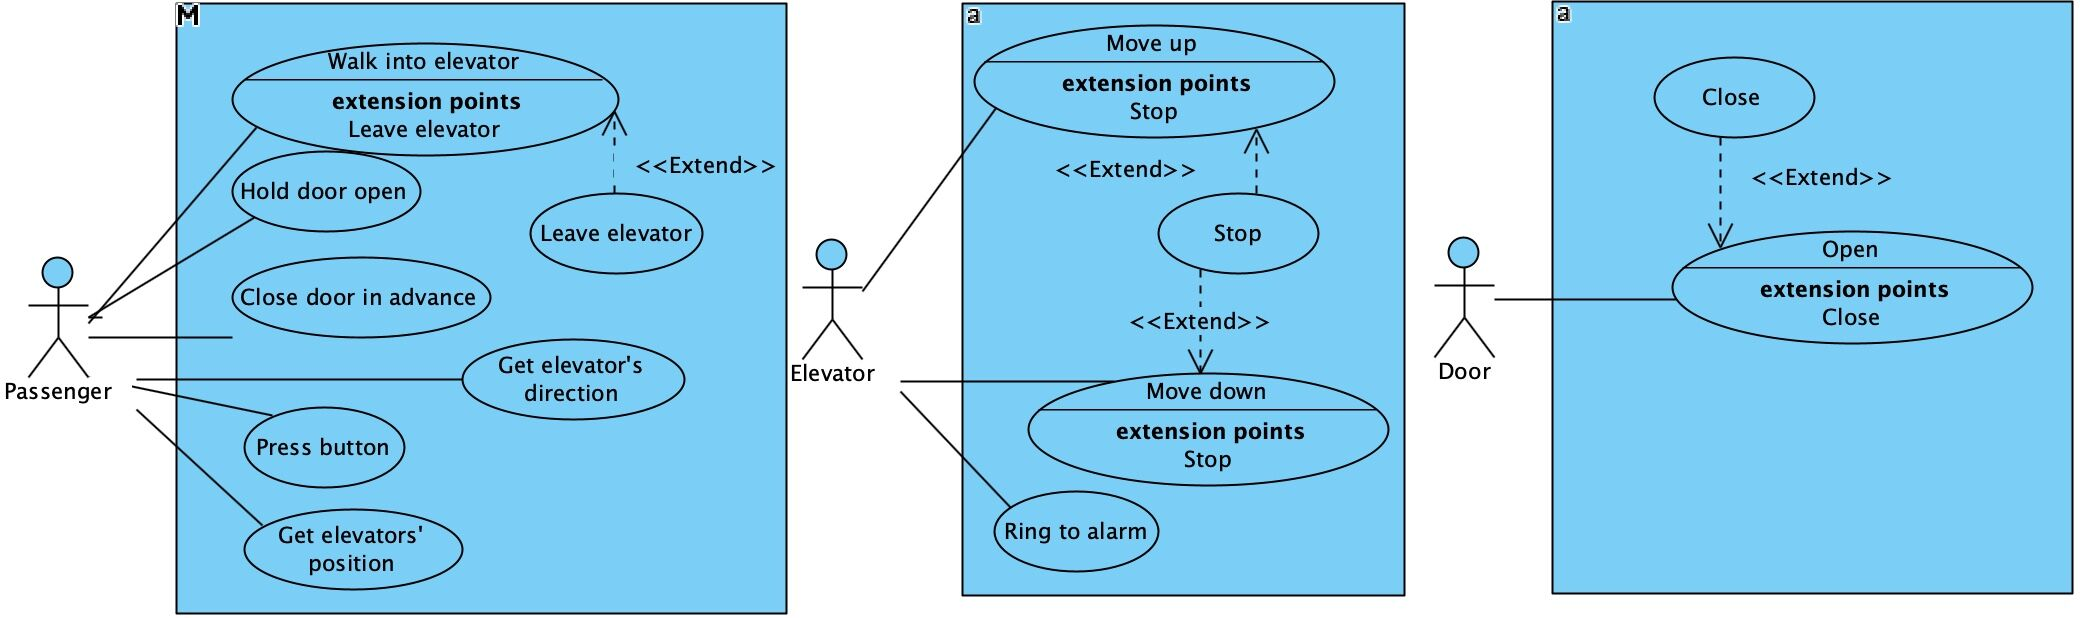 M
Walk into elevator
extension points
Leave elevator
<<Extend>>
Hold door open
Leave elevator
Close door in advance
Get elevator's
direction
Passenger
Press button
Get elevators'
position
a
Move up
extension points
Stop
<<Extend>>
Stop
<<Extend>>
Elevator
Move down
extension points
Stop
Ring to alarm
a
Close
<<Extend>>
Open
extension points
Close
Door